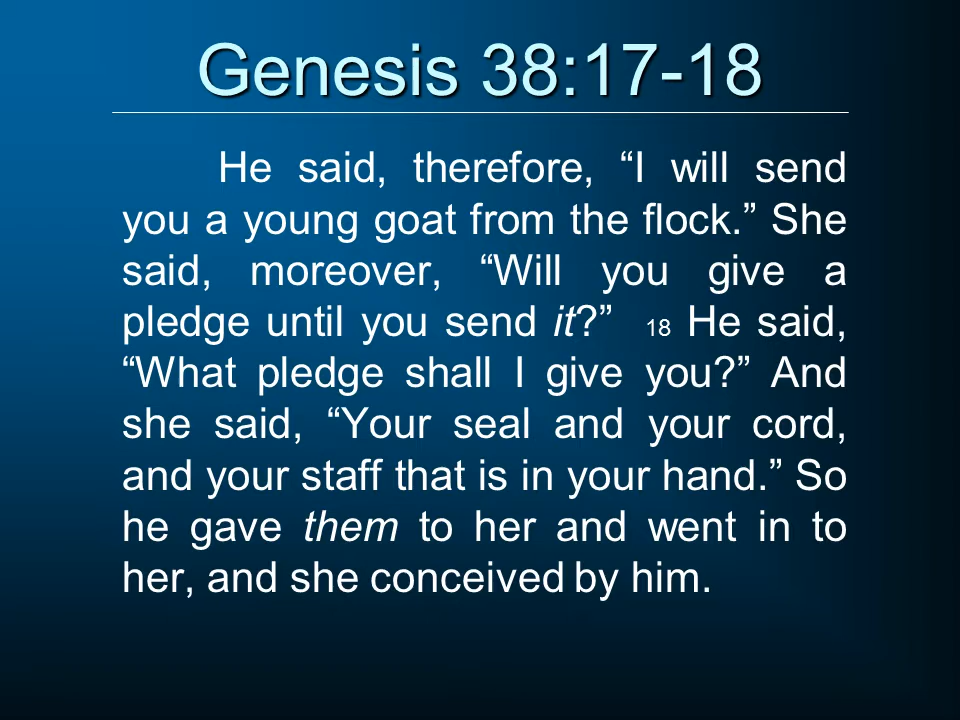 Genesis 38:17-18
He said, therefore, “I will send
you a young goat from the flock.” She
said, moreover, “Will you give a
pledge until you send it?” 18 He said,
“What pledge shall I give you?” And
she said, “Your seal and your cord,
and your staff that is in your hand.” So
he gave them to her and went in to
her, and she conceived by him.